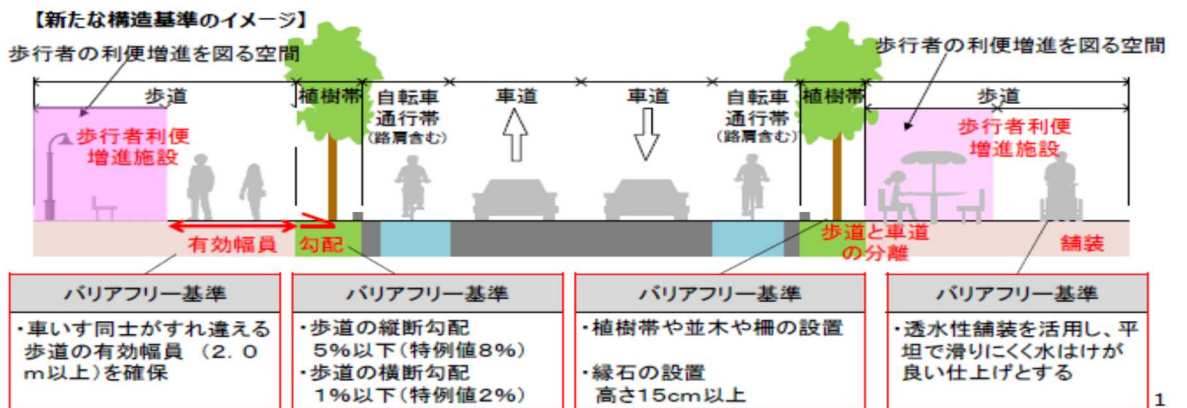 【新たな構造基準のイメージ】
歩行者の利便増進を図る空間
歩行者の利便増進を図る空間
歩道
植樹帯
自転車
通行帯
(路肩含む)
車道
車道
自転車
通行帯
(路肩含む)
植樹帯
歩道
歩行者利便
増進施設
歩行者利便
増進施設
有効幅員
勾配
歩道と車道
の分離
舗装
バリアフリー基準
・車いす同士がすれ違える
歩道の有効幅員 (2.0
m以上)を確保
バリアフリー基準
・歩道の縦断勾配
5%以下(特例値8%)
・歩道の横断勾配
1%以下(特例値2%)
バリアフリー基準
・植樹帯や並木や柵の設置
・縁石の設置
高さ15cm以上
バリアフリー基準
・透水性舗装を活用し、平
坦で滑りにくく水はけが
良い仕上げとする
1